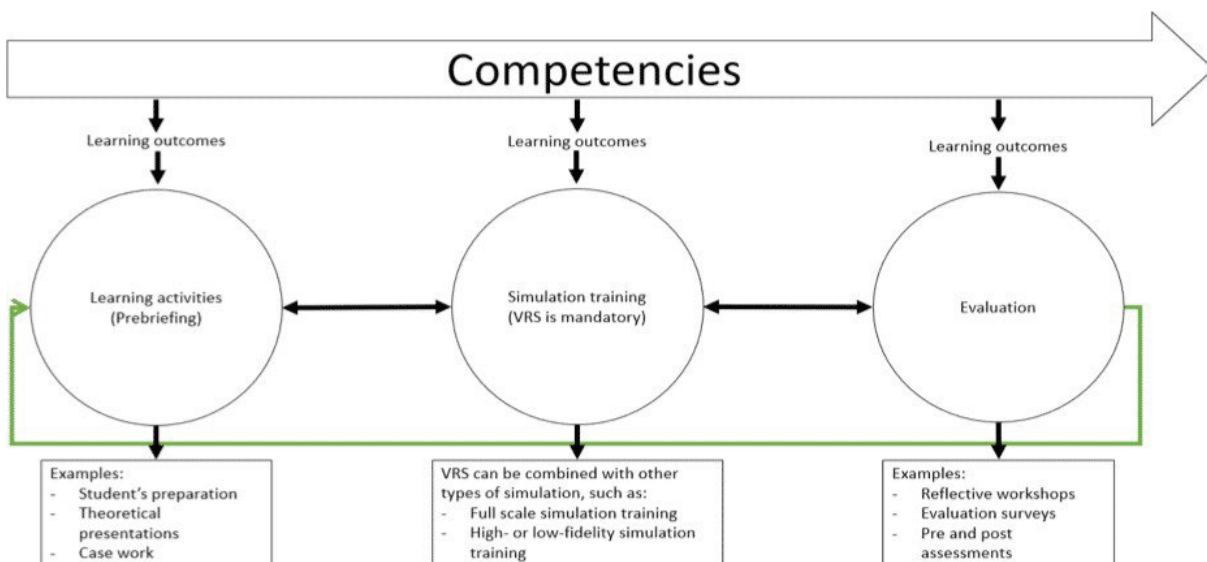 Competencies
Learning outcomes
Learning outcomes
Learning outcomes
Learning activities
(Prebriefing)
Simulation training
(VRS is mandatory)
Evaluation
Examples:
- Student's preparation
- Theoretical
presentations
- Case work
VRS can be combined with other
types of simulation, such as:
- Full scale simulation training
- High- or low-fidelity simulation
training
Examples:
- Reflective workshops
- Evaluation surveys
- Pre and post
assessments